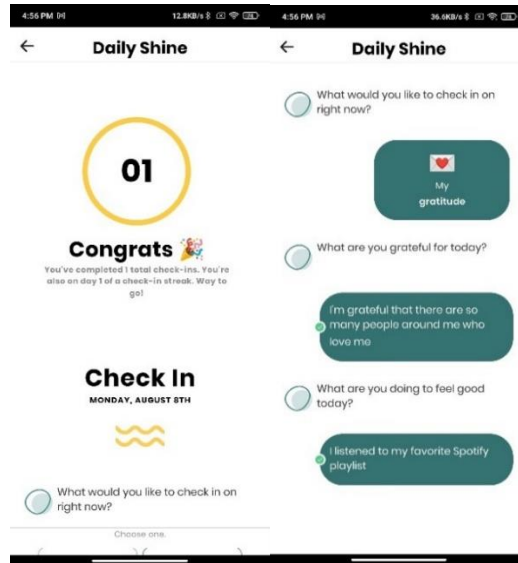 4:56 PM
12.8KB/s
Daily Shine
01
Congrats
You've completed 1 total check-ins. You're
also on day 1 of a check-in streak. Way to
go!
Check In
MONDAY, AUGUST 8TH
What would you like to check in on
right now?
Choose one.
4:56 PM
36.6KB/s
Daily Shine
What would you like to check in on
right now?
My
gratitude
What are you grateful for today?
I'm grateful that there are so
many people around me who
love me
What are you doing to feel good
today?
I listened to my favorite Spotify
playlist